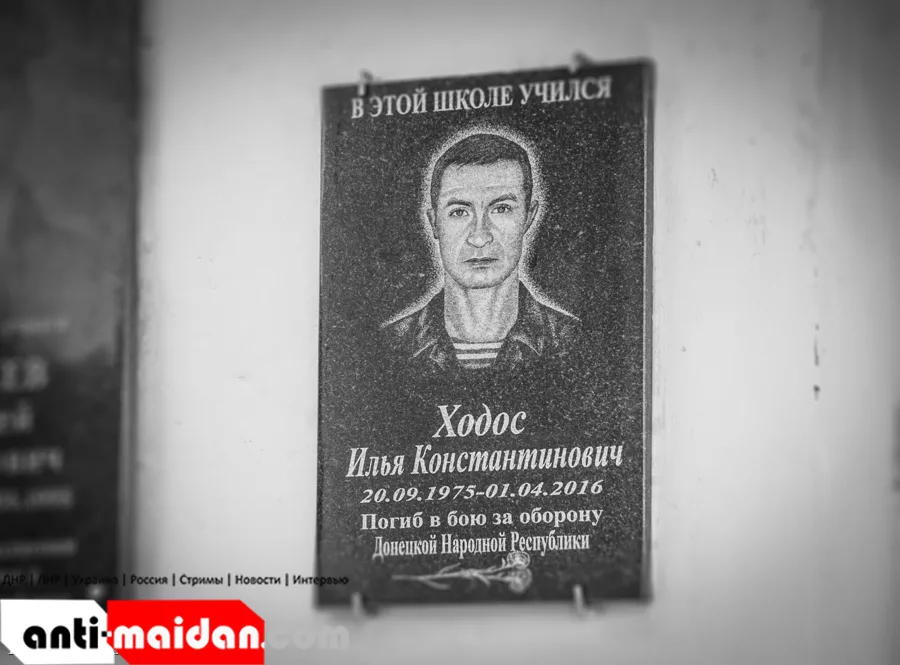 В ЭТОЙ ШКОЛЕ УЧИЛСЯ
Ходос
Илья Константинович
20.09.1975-01.04.2016
Погиб в бою за оборону
Донецкой Народной Республики
ДНР | ЛНР | Украина | Россия | Стримы | Новости | Интервью
anti-maidan.com